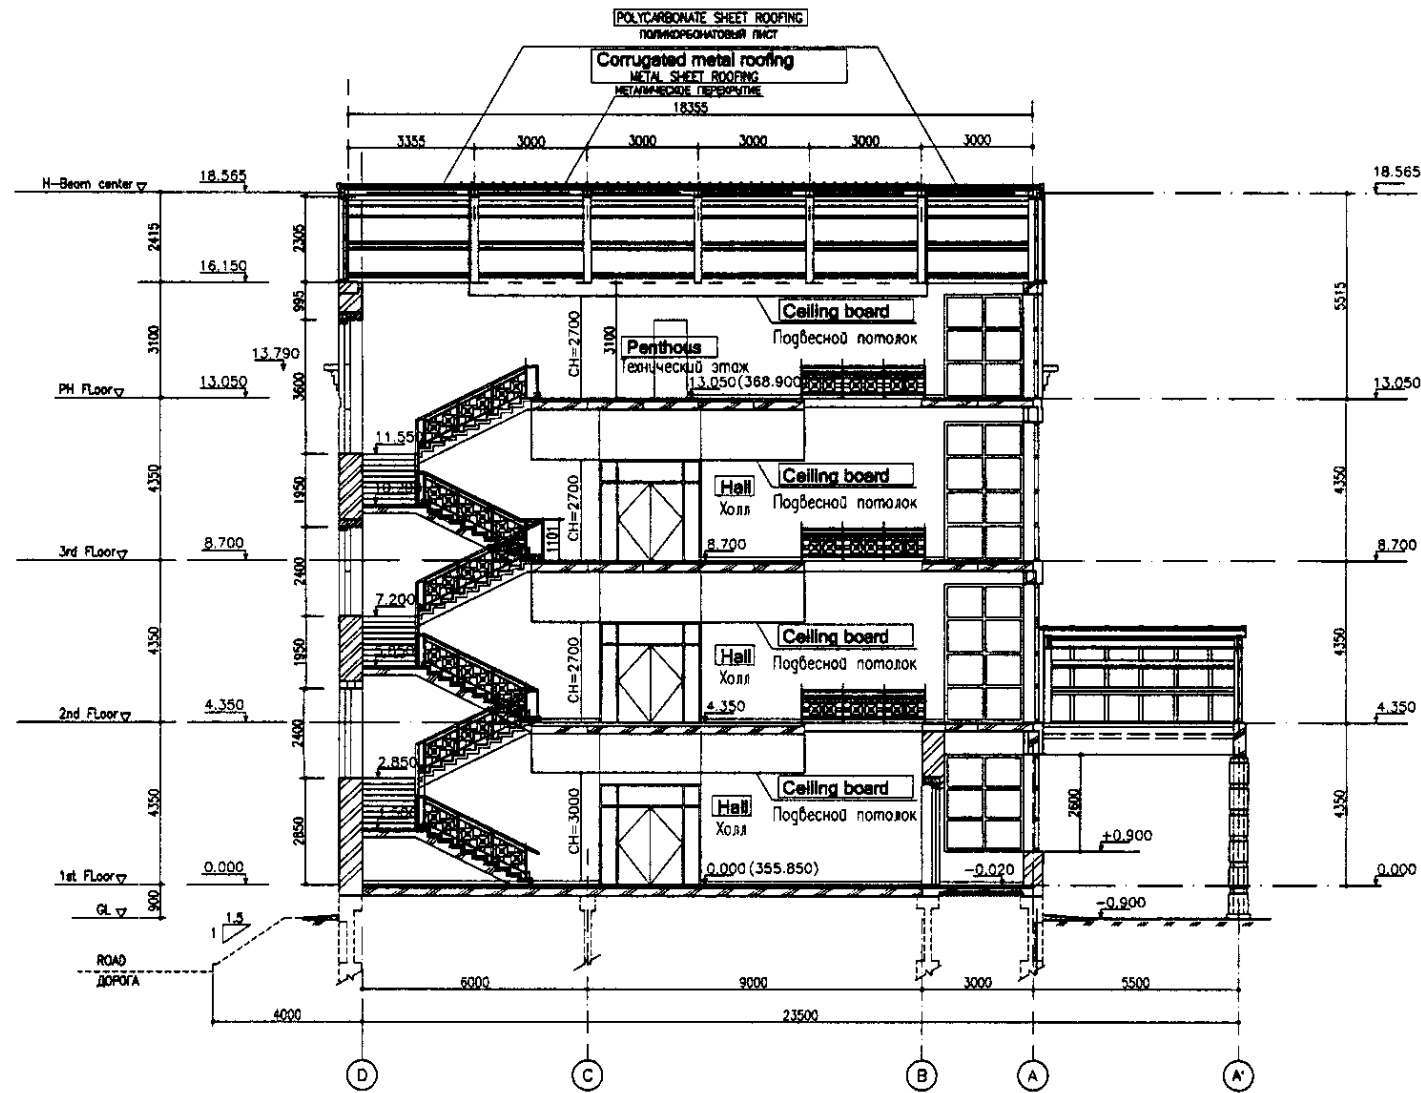 POLYCARBONATE SHEET ROOFING
ПОЛИКОРБОНАТОВЫЙ ЛИСТ
Corrugated metal roofing
METAL SHEET ROOFING
МЕТАЛИЧЕСКОЕ ПЕРЕКРЫТИЕ
18355
3355 3000 3000 3000 3000 3000
H-Beam center 18.565 18.565
2415 2305
16.150
995 5515
Ceiling board
Подвесной потолок
3100 CH=2700 3100
Penthous
Технический этаж
13.790
3600
PH FLoor 13.050 13.050(368.900) 13.050
11.550
4350 1950 4350
Ceiling board
Подвесной потолок
CH=2700
Hall
Холл
1101
3rd FLoor 8.700 8.700 8.700
2400
7.200
4350 1950 4350
Ceiling board
Подвесной потолок
CH=2700
Hall
Холл
2nd FLoor 4.350 4.350 4.350
2400
2.850
4350 2850 4350
Ceiling board
Подвесной потолок
CH=3000
Hall
Холл
2600
+0.900
1st FLoor 0.000 0.000(355.850) -0.020 0.000
900
GL -0.900
1.5
1
ROAD
ДОРОГА
6000 9000 3000 5500
4000 23500
D C B A A'